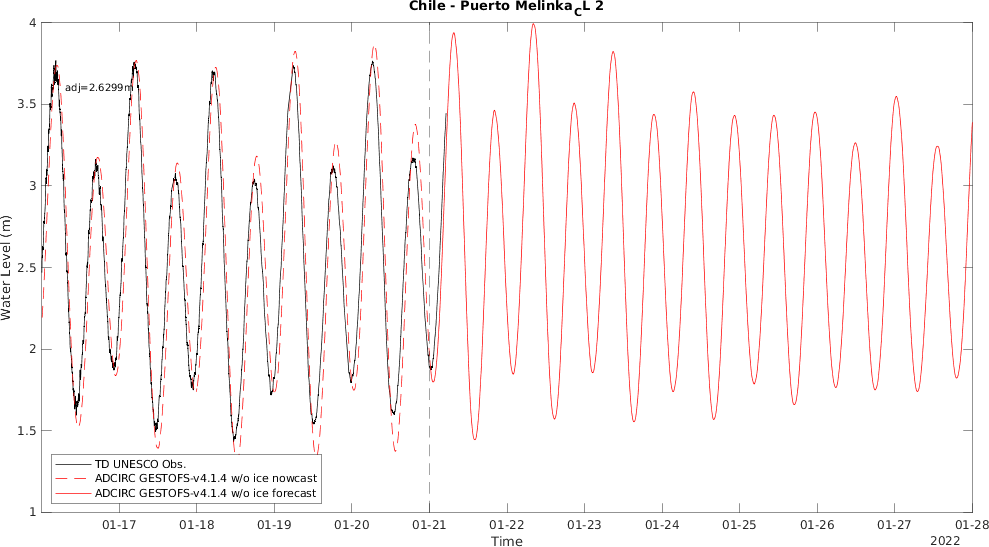 Chile - Puerto Melinka_CL 2
adj=2.6299m
Water Level (m)
4
3.5
3
2.5
2
1.5
1
TD UNESCO Obs.
ADCIRC GESTOFS-v4.1.4 w/o ice nowcast
ADCIRC GESTOFS-v4.1.4 w/o ice forecast
01-17 01-18 01-19 01-20 01-21 01-22 01-23 01-24 01-25 01-26 01-27 01-28
Time
2022